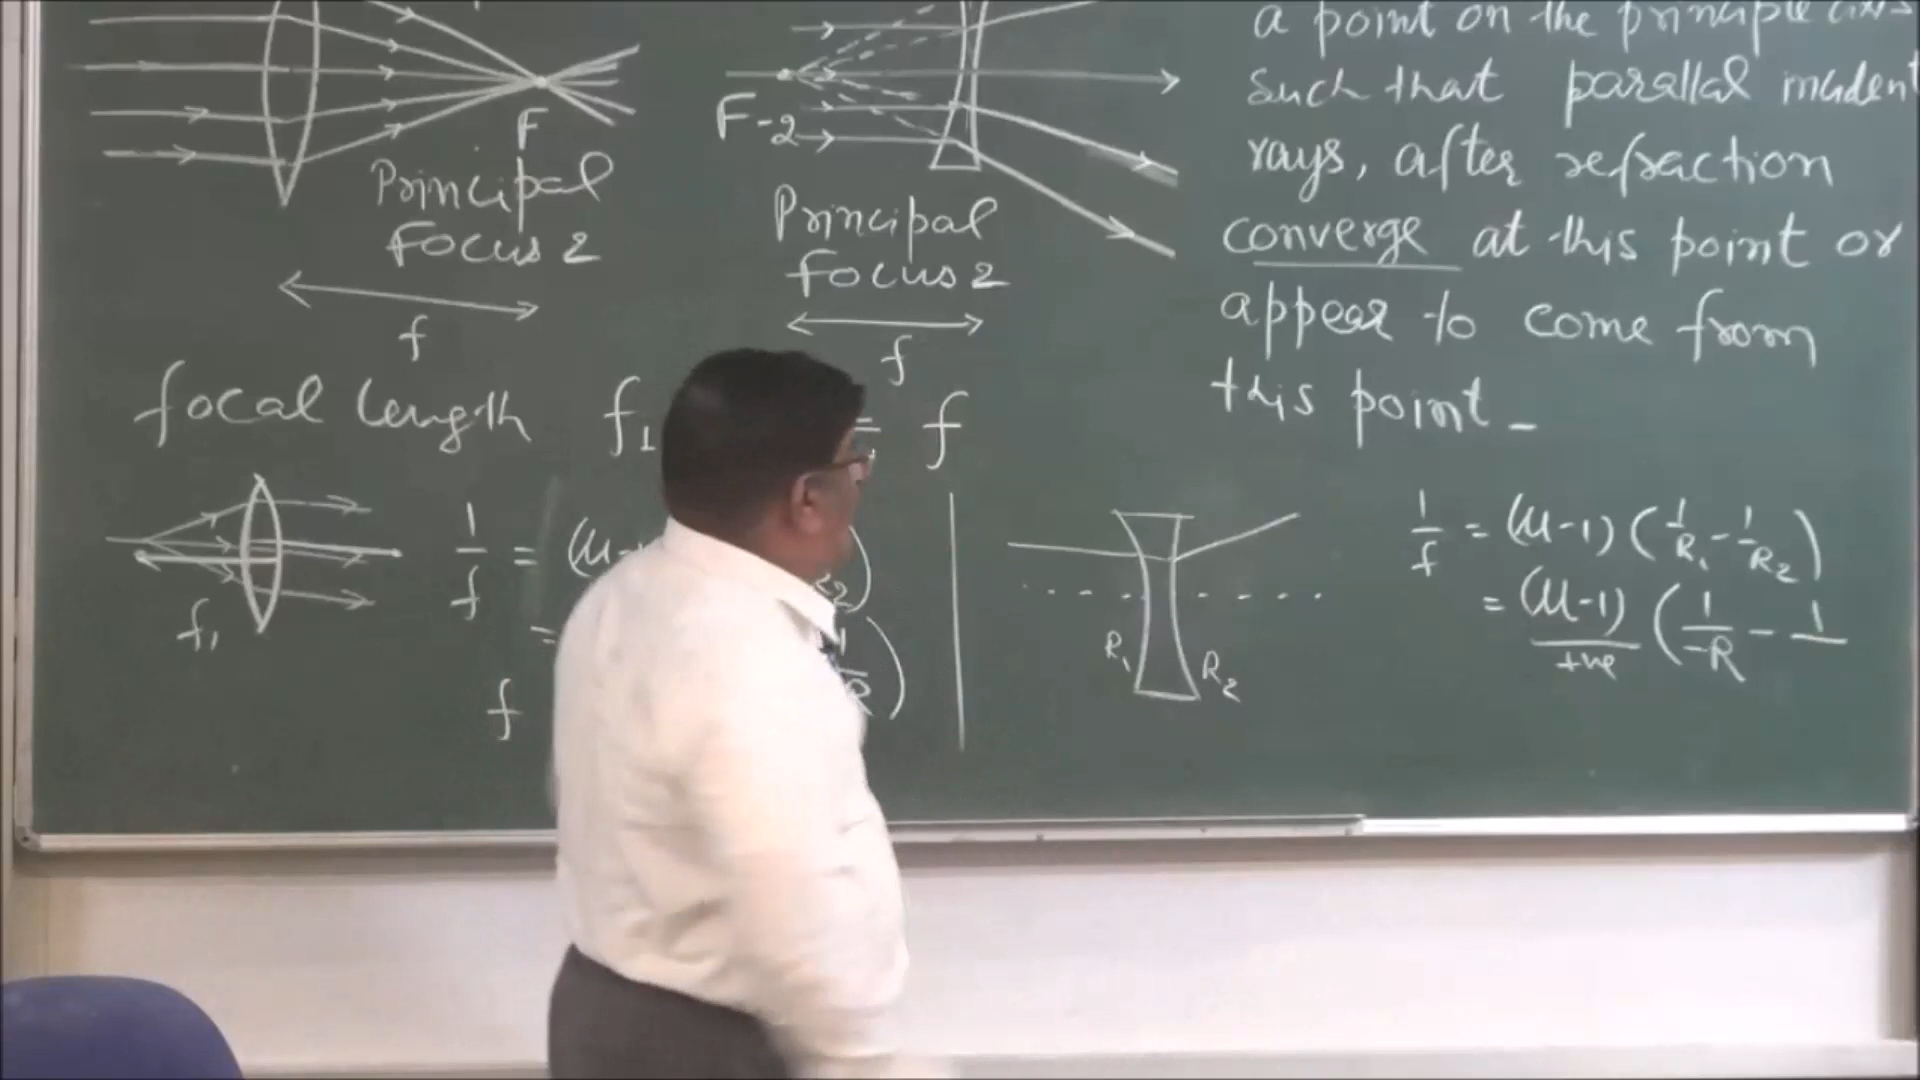 F
Principal
Focus 2
f
F-2
Principal
Focus 2
f
focal length f₁ = f
f₁
1/f = (μ-1
=
f
R₁
R₂
a point on the principle axis
such that parallal
rays, after refraction
converge at this point or
appear to come from
this point -
1/f = (μ-1) (1/R₁ - 1/R₂)
= (μ-1) (1/-R - 1/
+ve